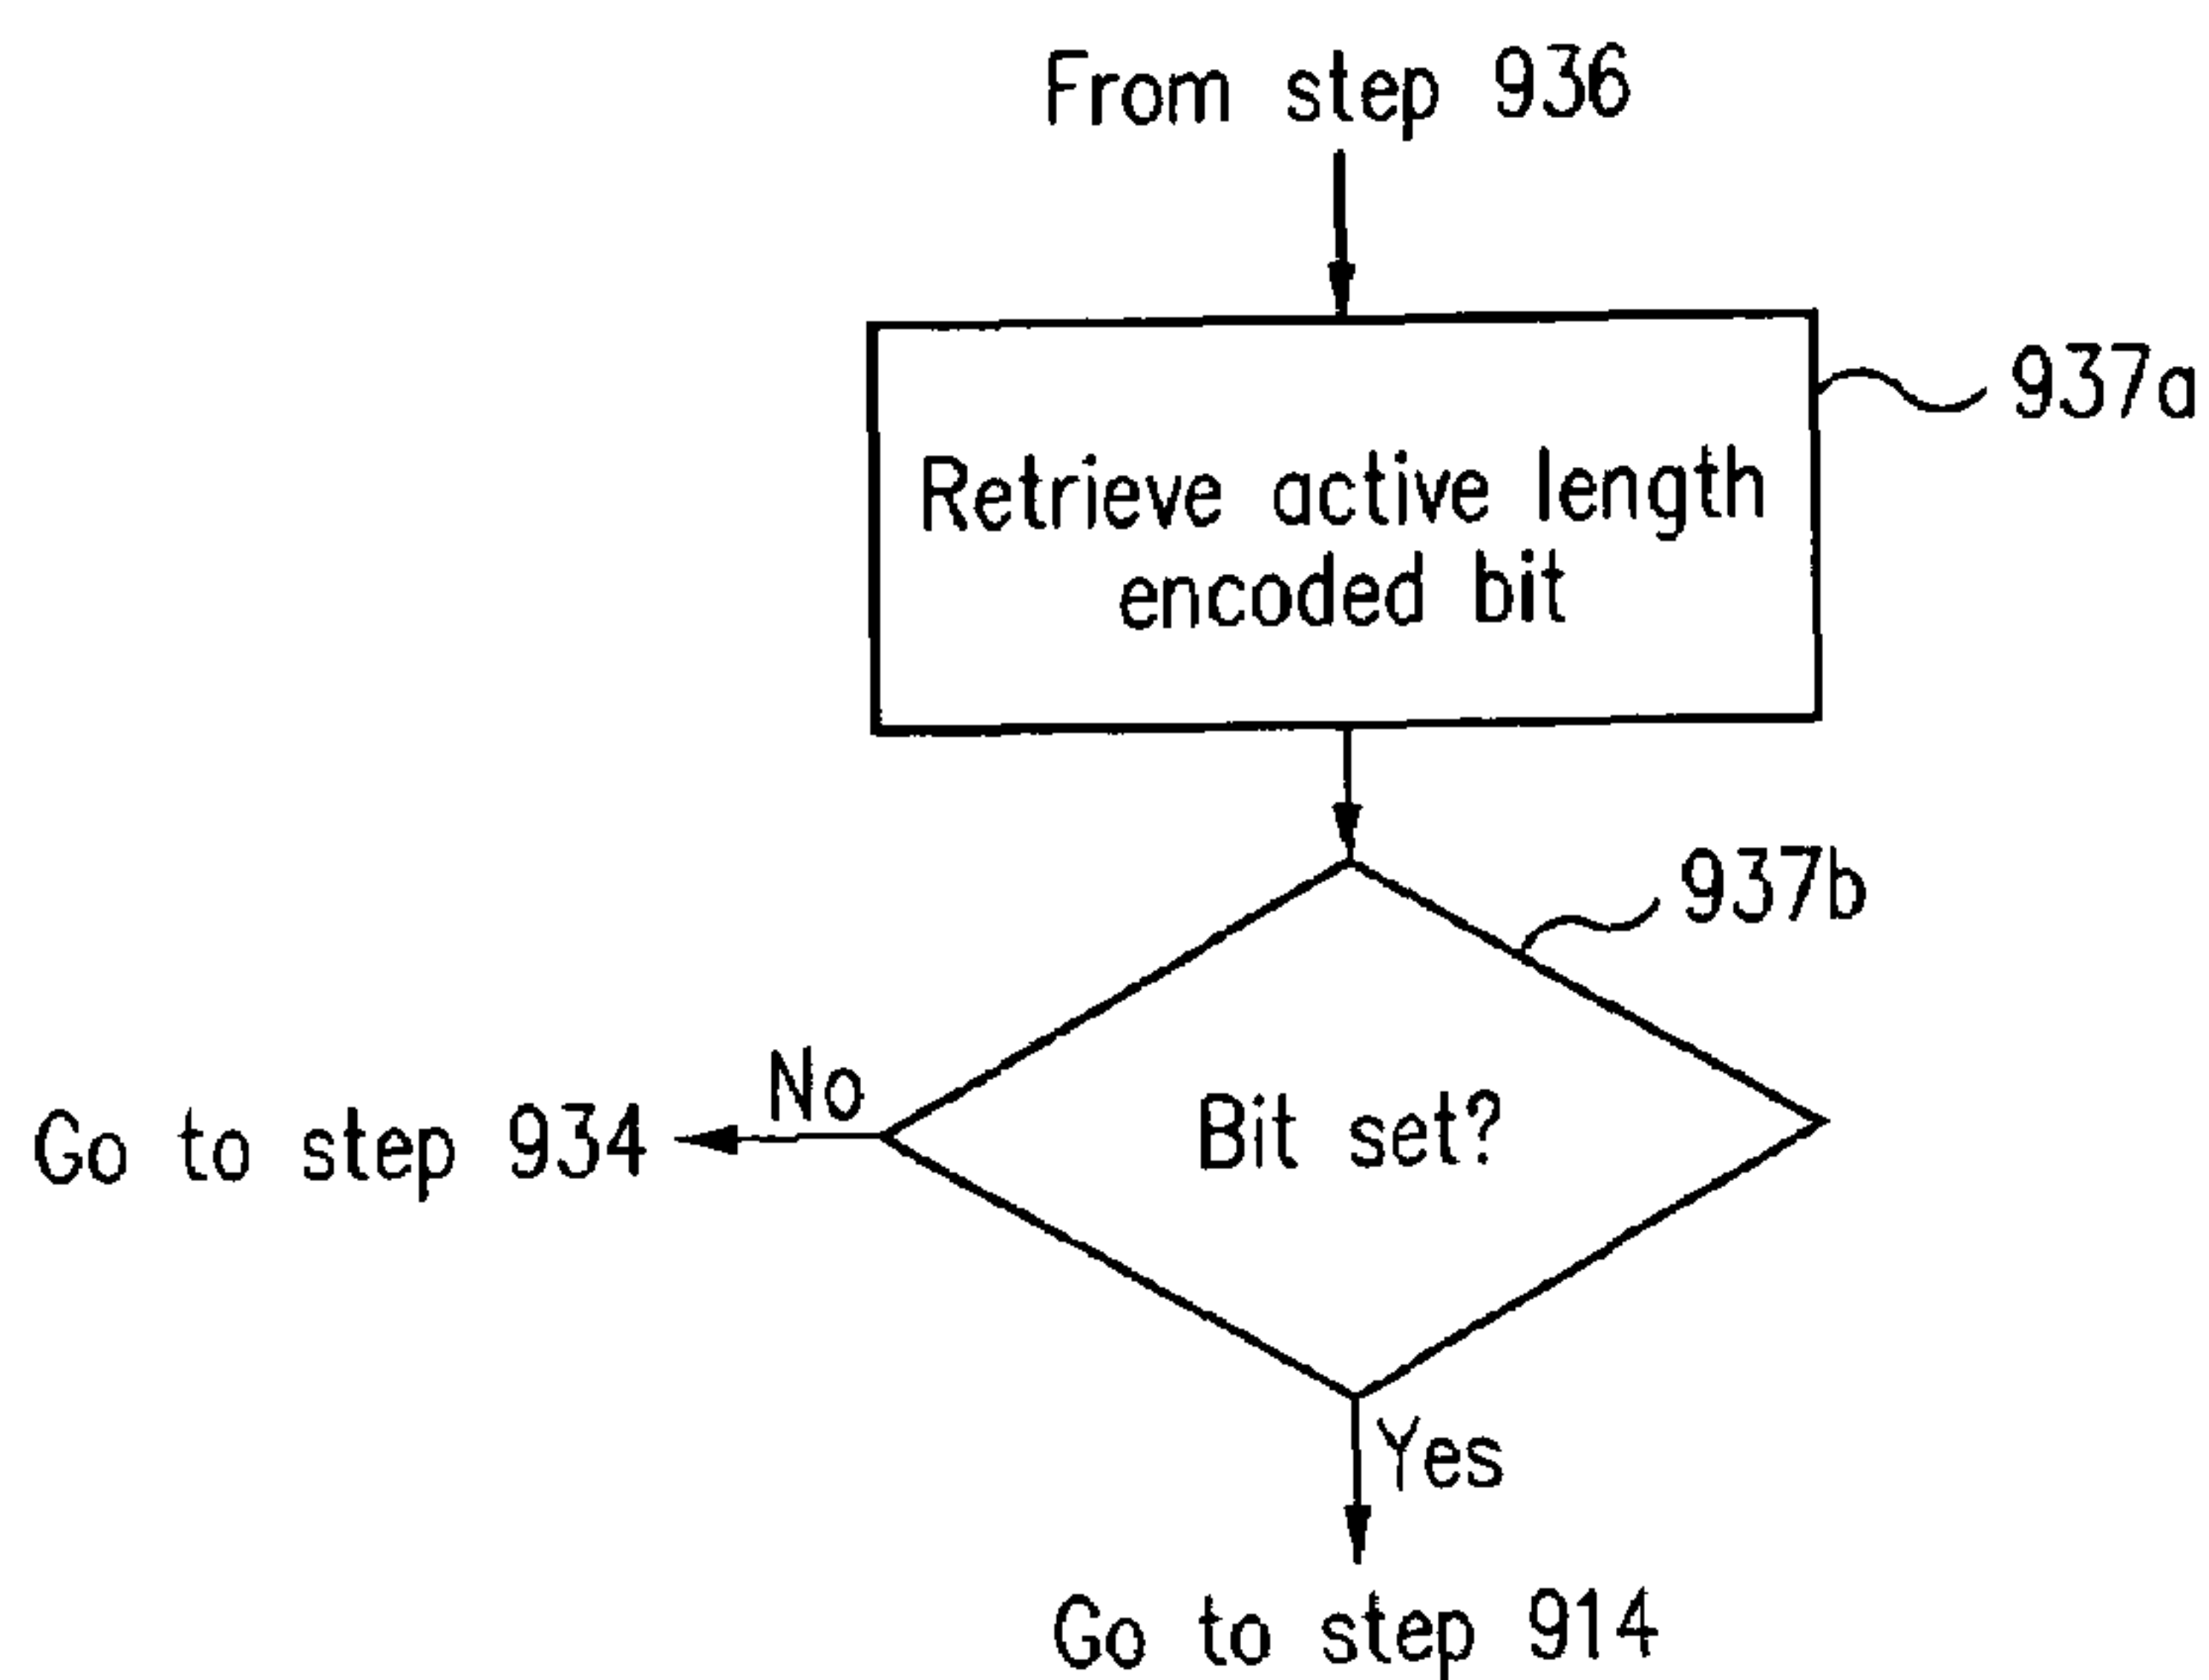 From step 936
937a
Retrieve active length
encoded bit
937b
Bit set?
No
Go to step 934
Yes
Go to step 914